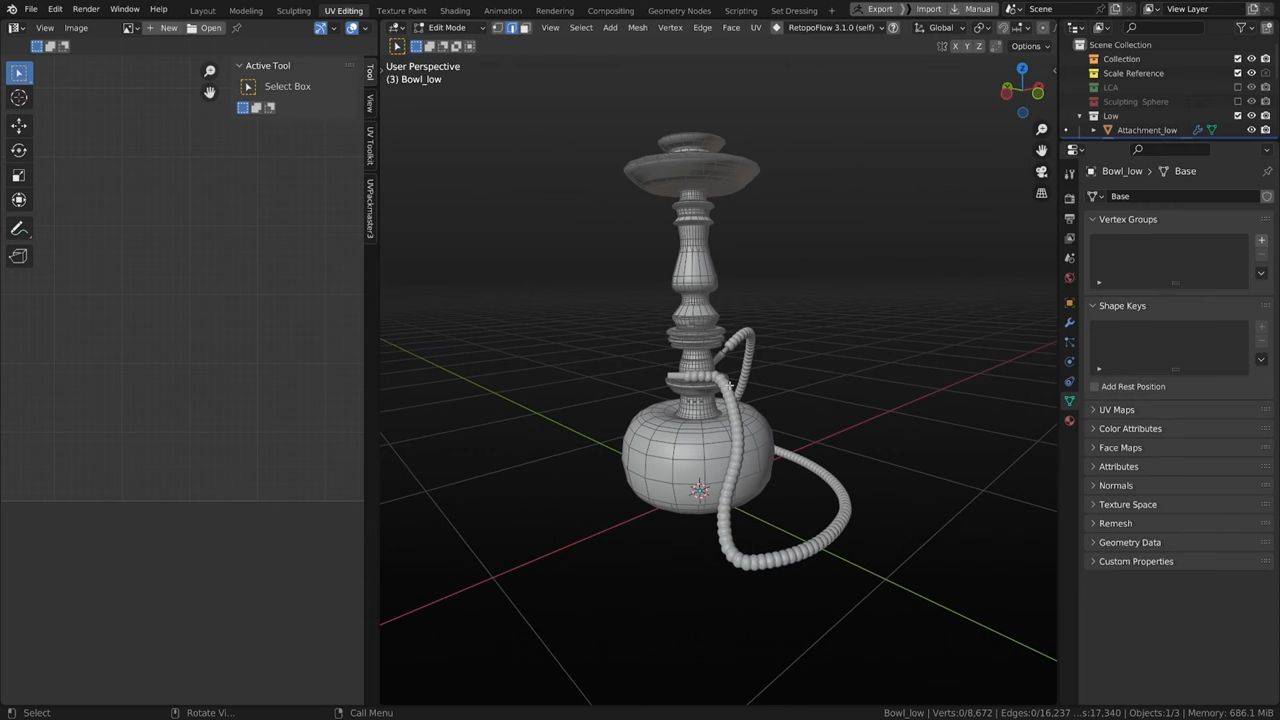 File Edit Render Window Help Layout Modeling Sculpting UV Editing Texture Paint Shading Animation Rendering Compositing Geometry Nodes Scripting Set Dressing Export Import Manual Scene View Layer
View Image New Open
Edit Mode View Select Add Mesh Vertex Edge Face UV RetopoFlow 3.1.0 (self) Global
X Y Z Options
Active Tool
Select Box
Tool
View
UV Toolkit
UVPackmaster3
User Perspective
(3) Bowl_low
Z
Scene Collection
Collection
Scale Reference
LCA
Sculpting Sphere
Low
Attachment_low
Bowl_low Base
Base
Vertex Groups
Shape Keys
Add Rest Position
UV Maps
Color Attributes
Face Maps
Attributes
Normals
Texture Space
Remesh
Geometry Data
Custom Properties
Select Rotate Vi... Call Menu Bowl_low | Verts:0/8,672 | Edges:0/16,237 ...s:17,340 | Objects:1/3 | Memory: 686.1 MiB